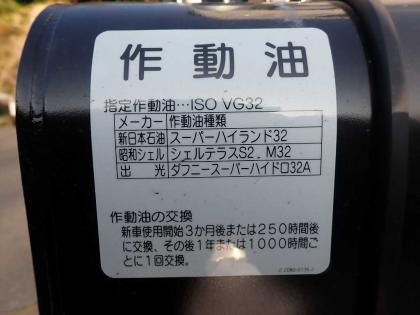 作動油
指定作動油…ISO VG32
メーカー 作動油種類
新日本石油 スーパーハイランド32
昭和シェル シェルテラスS2．M32
出光 ダフニースーパーハイドロ32A
作動油の交換
新車使用開始3か月後または250時間後
に交換、その後1年または1000時間ご
とに1回交換。